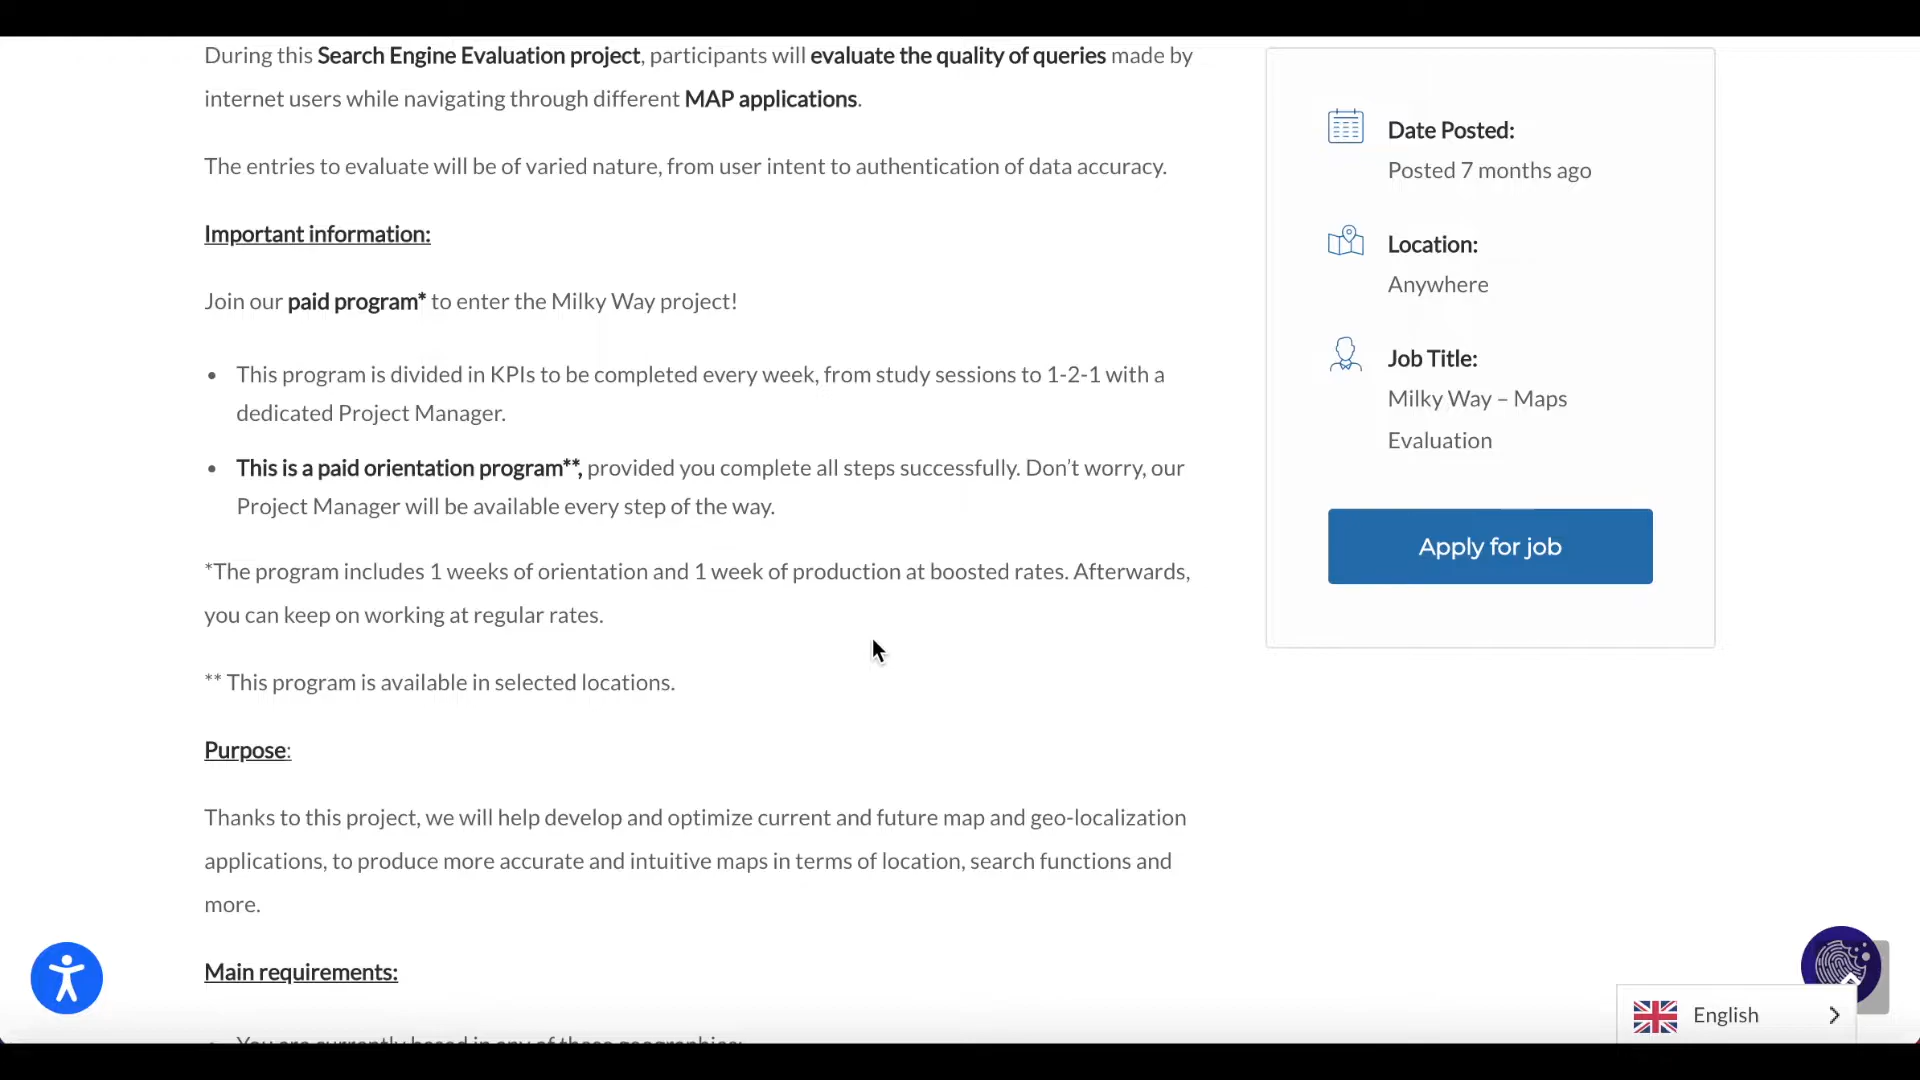 During this Search Engine Evaluation project, participants will evaluate the quality of queries made by
internet users while navigating through different MAP applications.
The entries to evaluate will be of varied nature, from user intent to authentication of data accuracy.
Important information:
Join our paid program* to enter the Milky Way project!
• This program is divided in KPIs to be completed every week, from study sessions to 1-2-1 with a
dedicated Project Manager.
• This is a paid orientation program**, provided you complete all steps successfully. Don’t worry, our
Project Manager will be available every step of the way.
*The program includes 1 weeks of orientation and 1 week of production at boosted rates. Afterwards,
you can keep on working at regular rates.
** This program is available in selected locations.
Purpose:
Thanks to this project, we will help develop and optimize current and future map and geo-localization
applications, to produce more accurate and intuitive maps in terms of location, search functions and
more.
Main requirements:
• You are currently based in any of these geographies:
Date Posted:
Posted 7 months ago
Location:
Anywhere
Job Title:
Milky Way – Maps
Evaluation
Apply for job
English